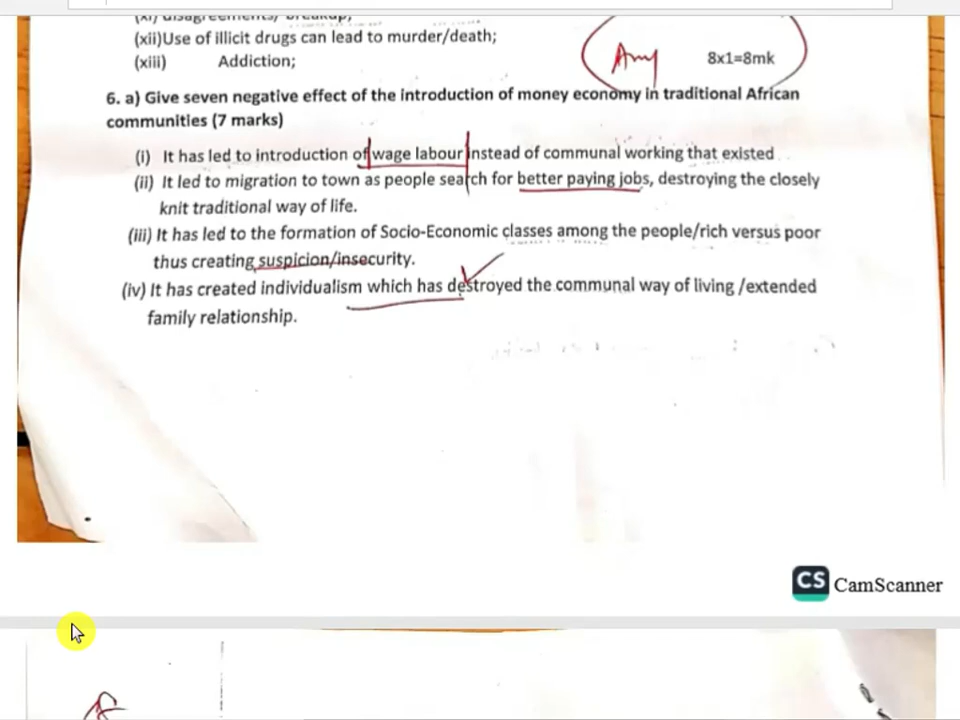 (xi) disagreements/ breakup;
(xii)Use of illicit drugs can lead to murder/death;
(xiii) Addiction;
Any 8x1=8mk
6. a) Give seven negative effect of the introduction of money economy in traditional African
communities (7 marks)
(i) It has led to introduction of wage labour instead of communal working that existed
(ii) It led to migration to town as people search for better paying jobs, destroying the closely
knit traditional way of life.
(iii) It has led to the formation of Socio-Economic classes among the people/rich versus poor
thus creating suspicion/insecurity.
(iv) It has created individualism which has destroyed the communal way of living /extended
family relationship.
CS CamScanner